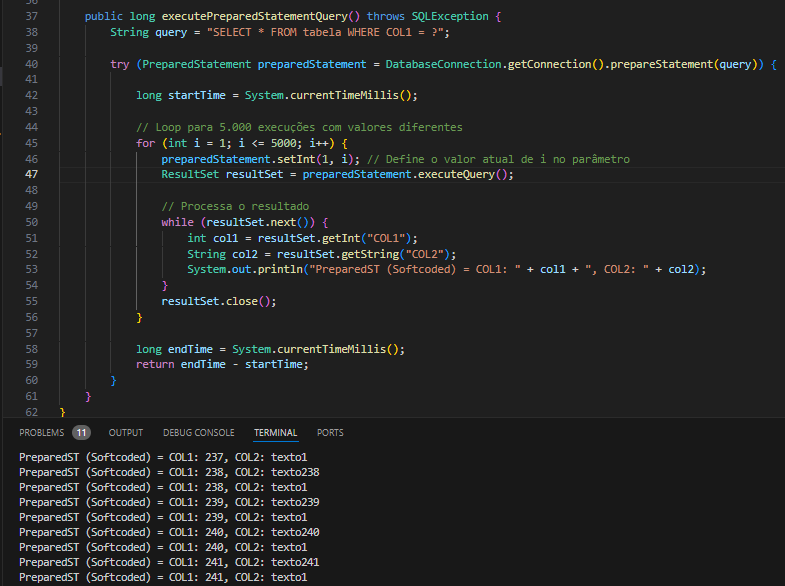 36
37 public long executePreparedStatementQuery() throws SQLException {
38 String query = "SELECT * FROM tabela WHERE COL1 = ?";
39
40 try (PreparedStatement preparedStatement = DatabaseConnection.getConnection().prepareStatement(query)) {
41
42 long startTime = System.currentTimeMillis();
43
44 // Loop para 5.000 execuções com valores diferentes
45 for (int i = 1; i <= 5000; i++) {
46 preparedStatement.setInt(1, i); // Define o valor atual de i no parâmetro
47 ResultSet resultSet = preparedStatement.executeQuery();
48
49 // Processa o resultado
50 while (resultSet.next()) {
51 int col1 = resultSet.getInt("COL1");
52 String col2 = resultSet.getString("COL2");
53 System.out.println("PreparedST (Softcoded) = COL1: " + col1 + ", COL2: " + col2);
54 }
55 resultSet.close();
56 }
57
58 long endTime = System.currentTimeMillis();
59 return endTime - startTime;
60 }
61 }
62 }
PROBLEMS 11 OUTPUT DEBUG CONSOLE TERMINAL PORTS
PreparedST (Softcoded) = COL1: 237, COL2: texto1
PreparedST (Softcoded) = COL1: 238, COL2: texto238
PreparedST (Softcoded) = COL1: 238, COL2: texto1
PreparedST (Softcoded) = COL1: 239, COL2: texto239
PreparedST (Softcoded) = COL1: 239, COL2: texto1
PreparedST (Softcoded) = COL1: 240, COL2: texto240
PreparedST (Softcoded) = COL1: 240, COL2: texto1
PreparedST (Softcoded) = COL1: 241, COL2: texto241
PreparedST (Softcoded) = COL1: 241, COL2: texto1